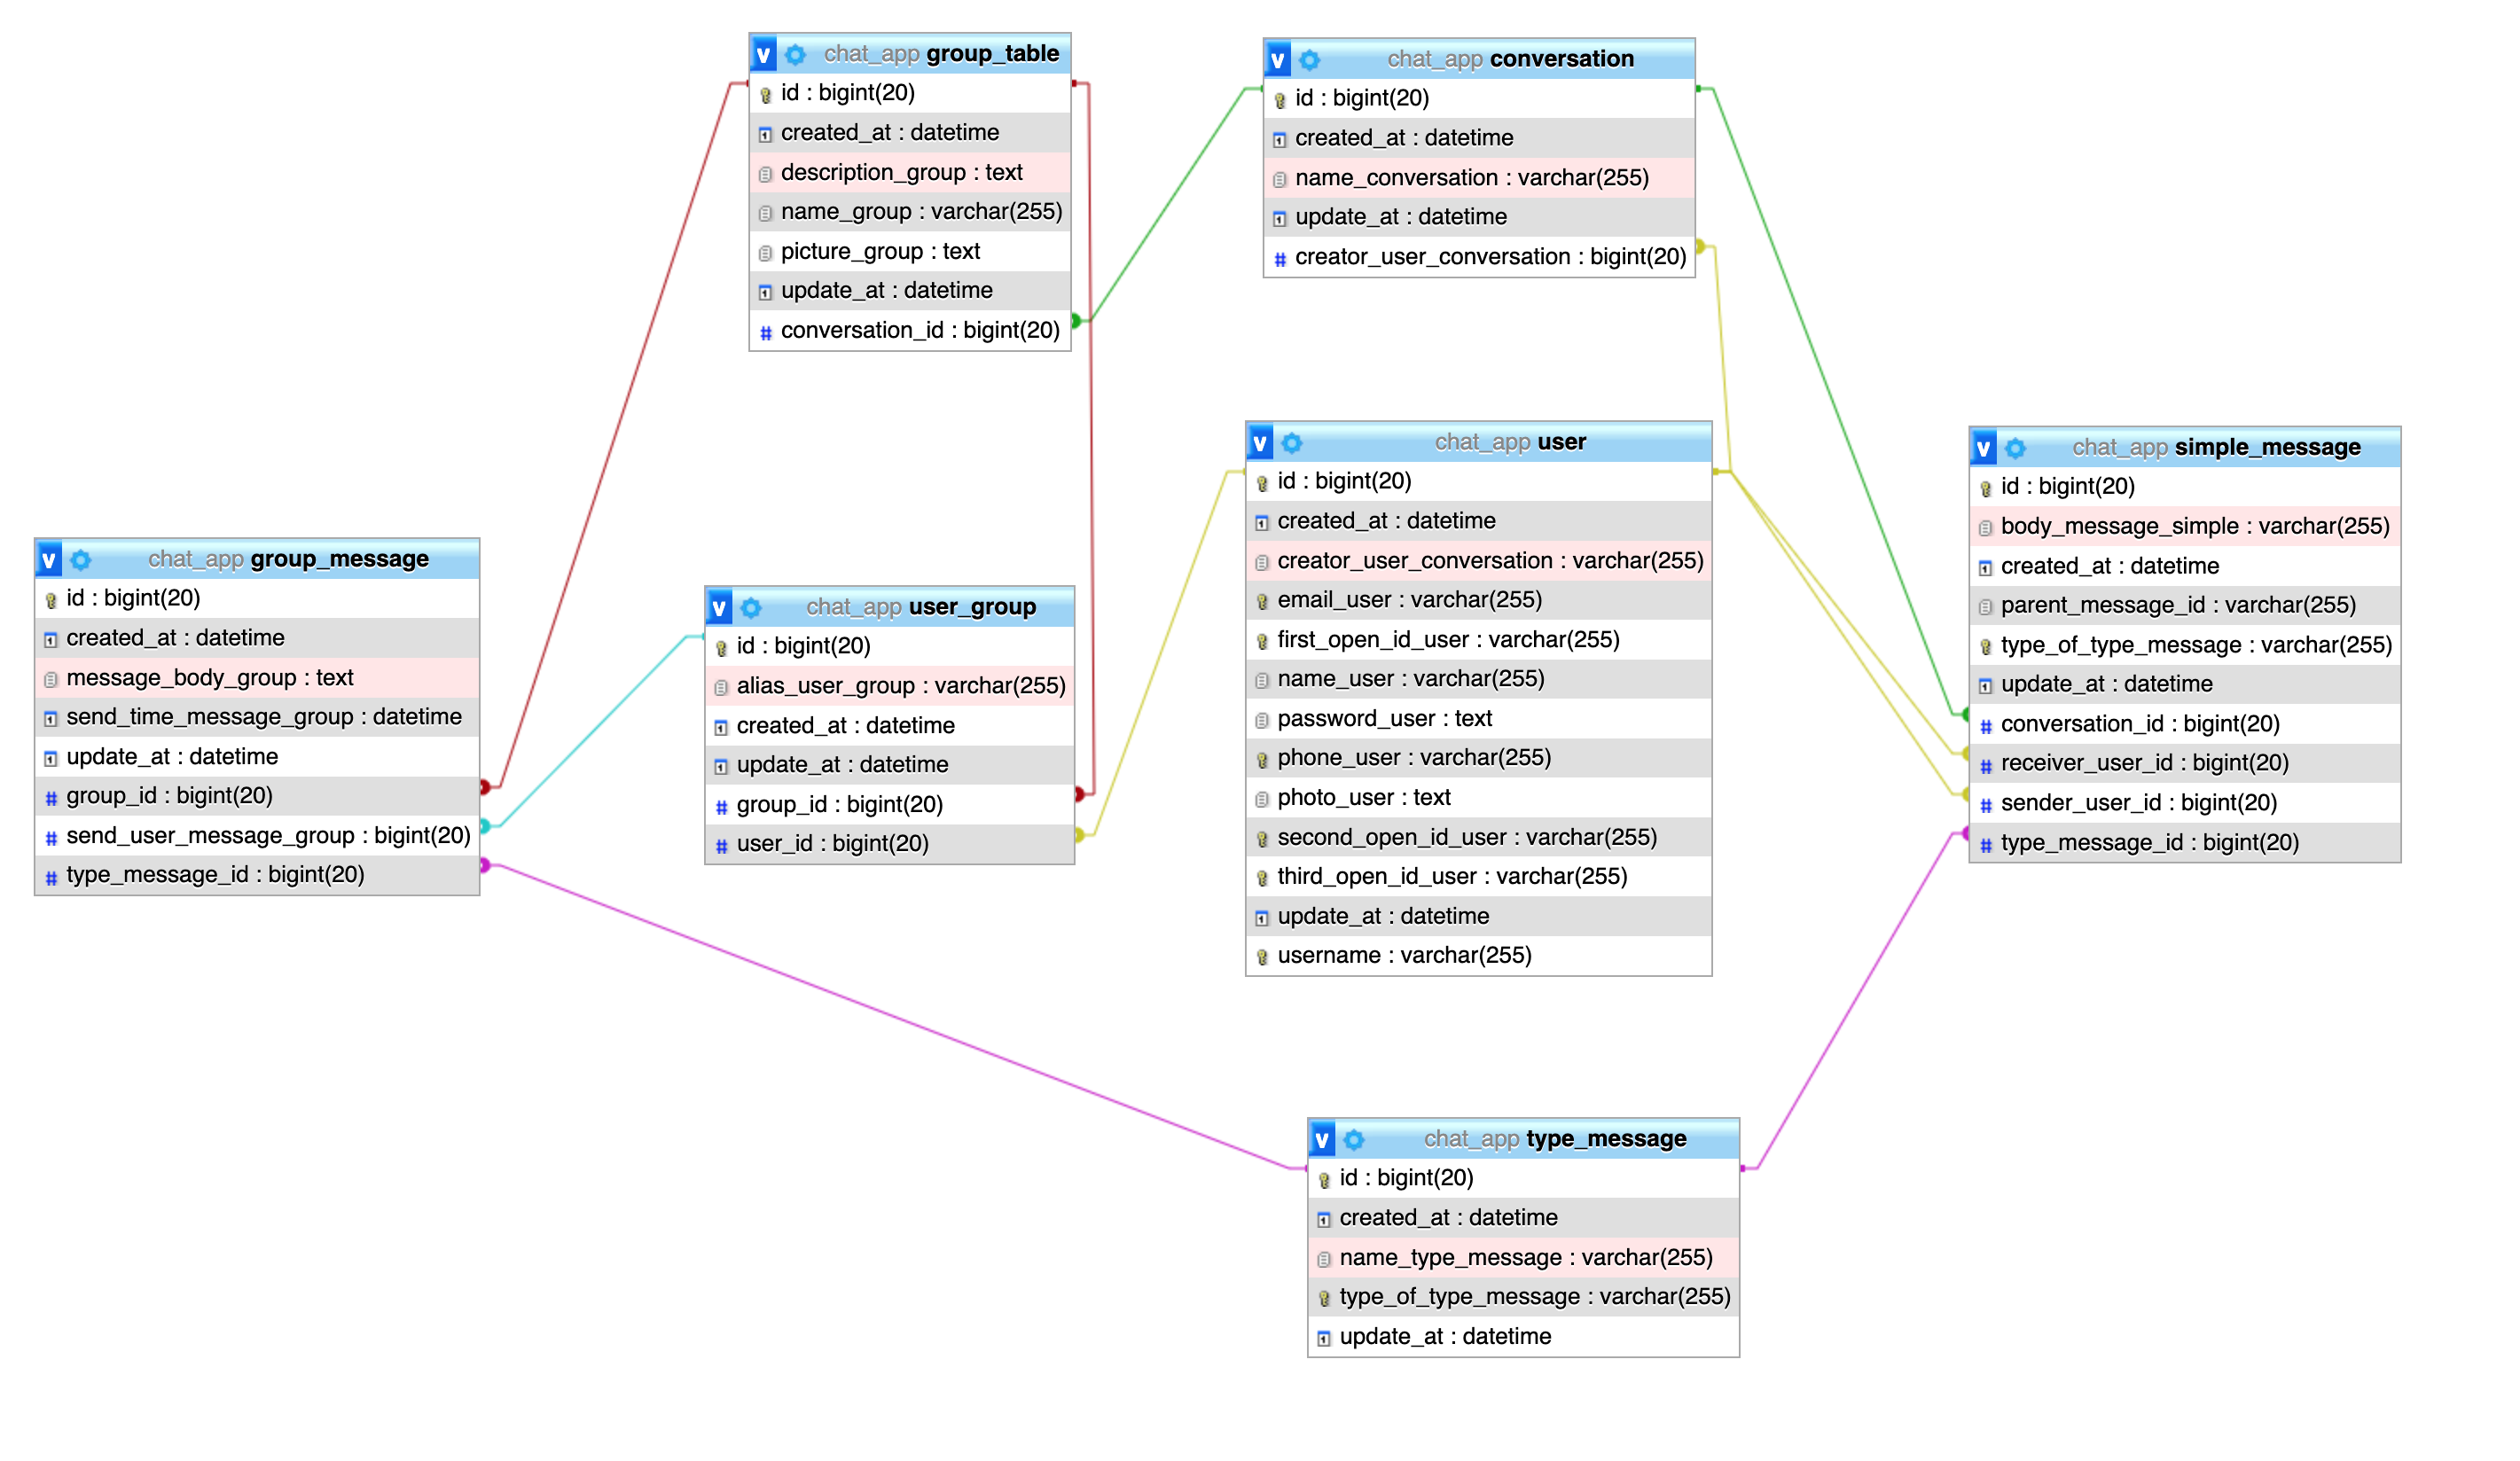 v chat_app group_table
id : bigint(20)
created_at : datetime
description_group : text
name_group : varchar(255)
picture_group : text
update_at : datetime
conversation_id : bigint(20)
v chat_app conversation
id : bigint(20)
created_at : datetime
name_conversation : varchar(255)
update_at : datetime
creator_user_conversation : bigint(20)
v chat_app user
id : bigint(20)
created_at : datetime
creator_user_conversation : varchar(255)
email_user : varchar(255)
first_open_id_user : varchar(255)
name_user : varchar(255)
password_user : text
phone_user : varchar(255)
photo_user : text
second_open_id_user : varchar(255)
third_open_id_user : varchar(255)
update_at : datetime
username : varchar(255)
v chat_app simple_message
id : bigint(20)
body_message_simple : varchar(255)
created_at : datetime
parent_message_id : varchar(255)
type_of_type_message : varchar(255)
update_at : datetime
# conversation_id : bigint(20)
# receiver_user_id : bigint(20)
# sender_user_id : bigint(20)
# type_message_id : bigint(20)
v chat_app group_message
id : bigint(20)
created_at : datetime
message_body_group : text
send_time_message_group : datetime
update_at : datetime
# group_id : bigint(20)
# send_user_message_group : bigint(20)
# type_message_id : bigint(20)
v chat_app user_group
id : bigint(20)
alias_user_group : varchar(255)
created_at : datetime
update_at : datetime
# group_id : bigint(20)
# user_id : bigint(20)
v chat_app type_message
id : bigint(20)
created_at : datetime
name_type_message : varchar(255)
type_of_type_message : varchar(255)
update_at : datetime